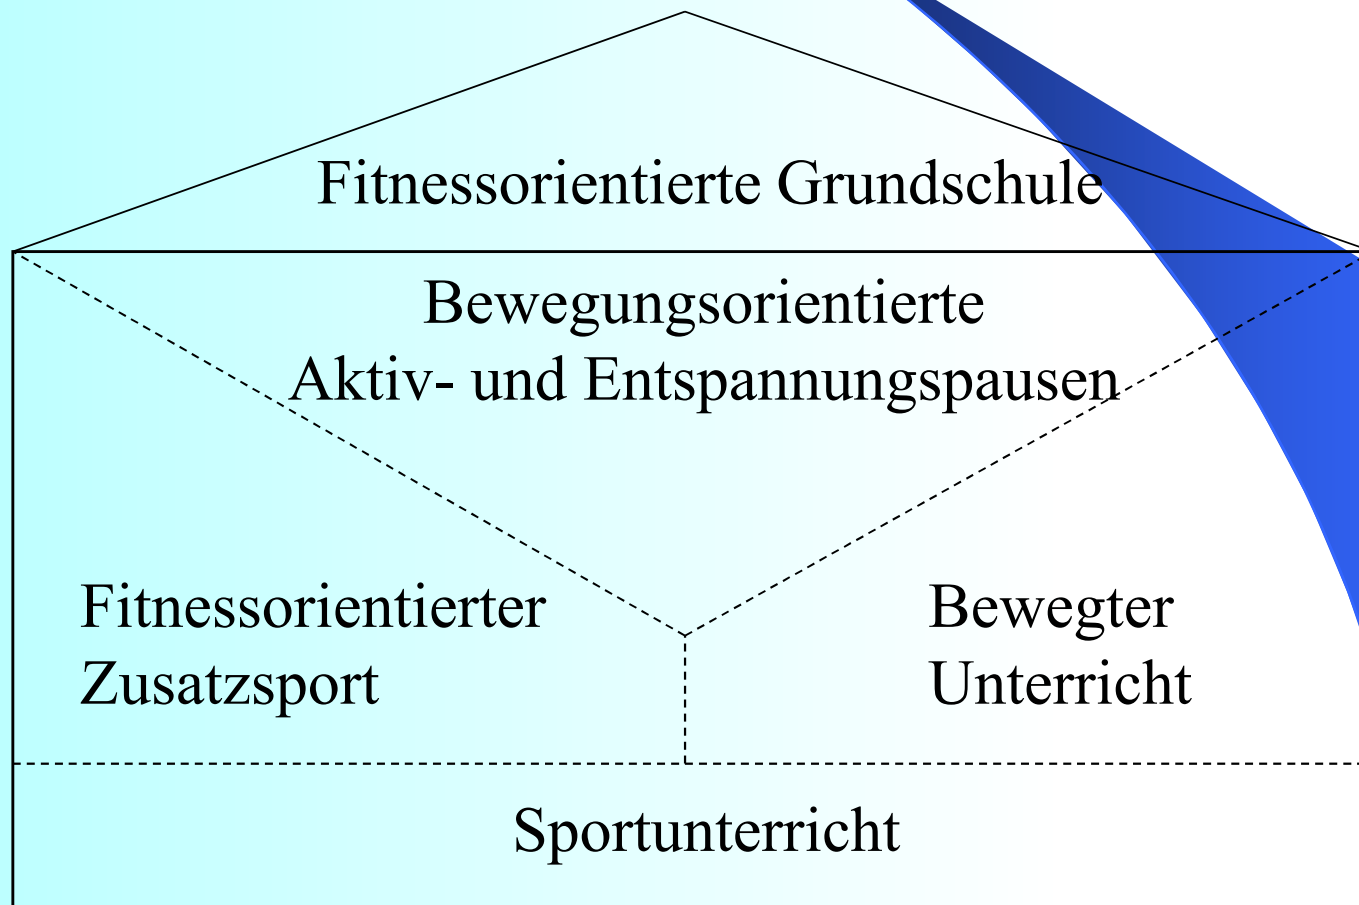 Fitnessorientierte Grundschule
Bewegungsorientierte
Aktiv- und Entspannungspausen
Fitnessorientierter
Zusatzsport
Bewegter
Unterricht
Sportunterricht